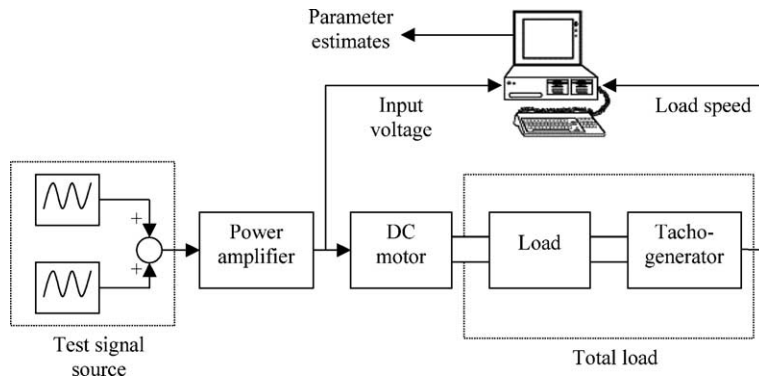 Parameter
estimates
Input
voltage
Load speed
+
+
Power
amplifier
DC
motor
Load
Tacho-
generator
Test signal
source
Total load